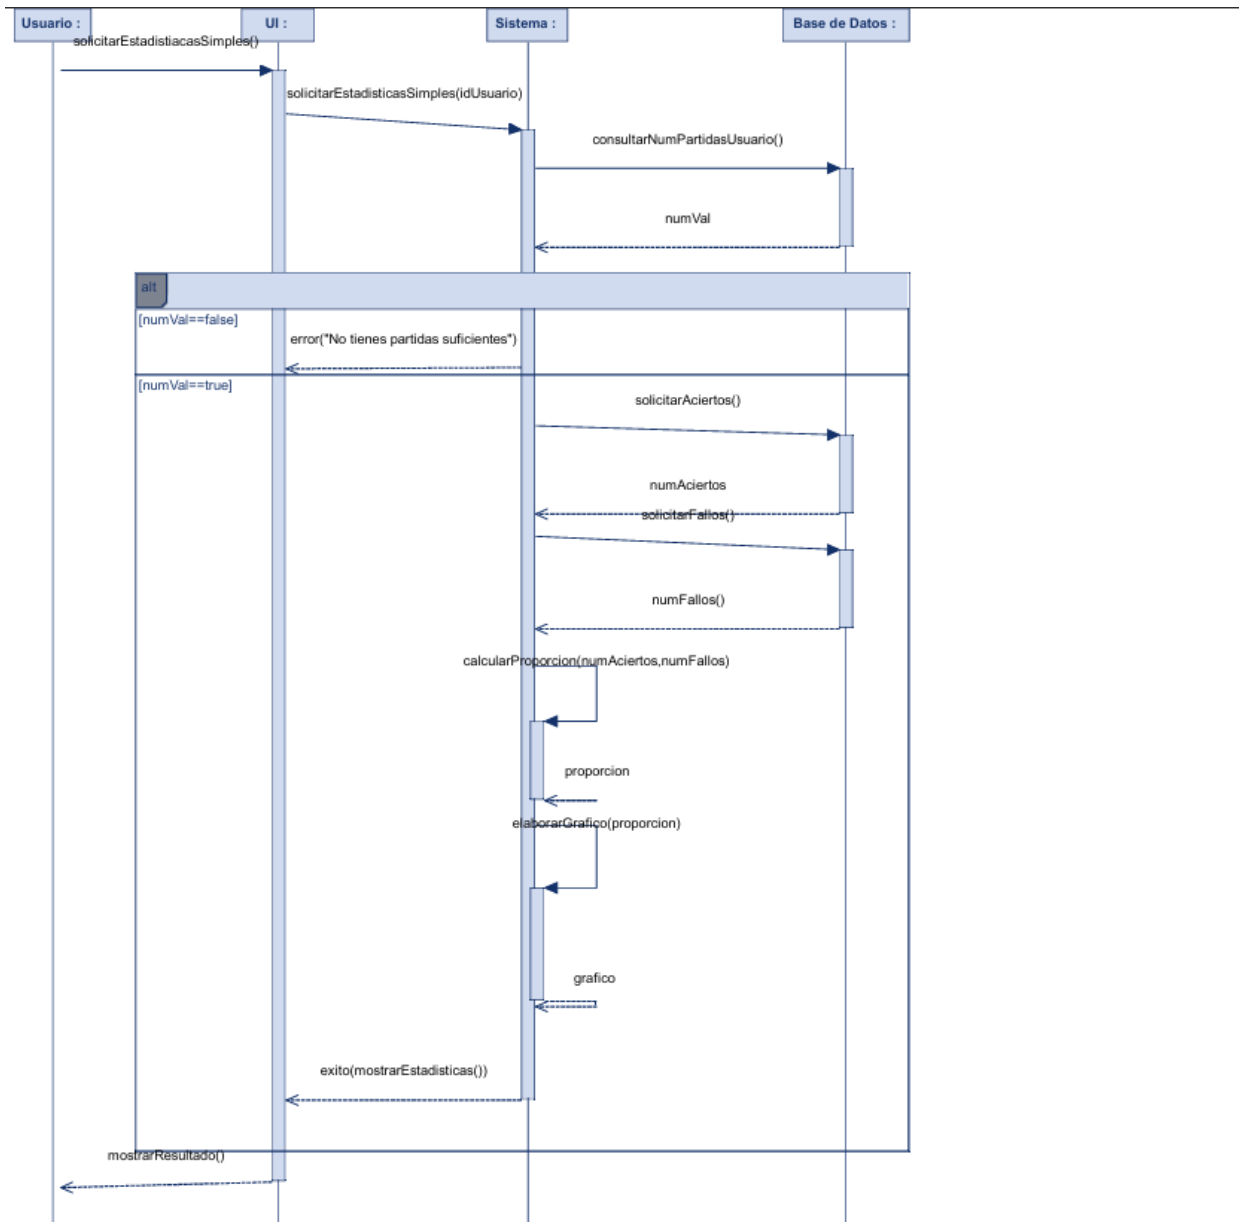 Usuario :
UI :
Sistema :
Base de Datos :
solicitarEstadistiacasSimples()
solicitarEstadisticasSimples(idUsuario)
consultarNumPartidasUsuario()
numVal
alt
[numVal==false]
error("No tienes partidas suficientes")
[numVal==true]
solicitarAciertos()
numAciertos
solicitarFallos()
numFallos()
calcularProporcion(numAciertos,numFallos)
proporcion
elaborarGrafico(proporcion)
grafico
exito(mostrarEstadisticas())
mostrarResultado()